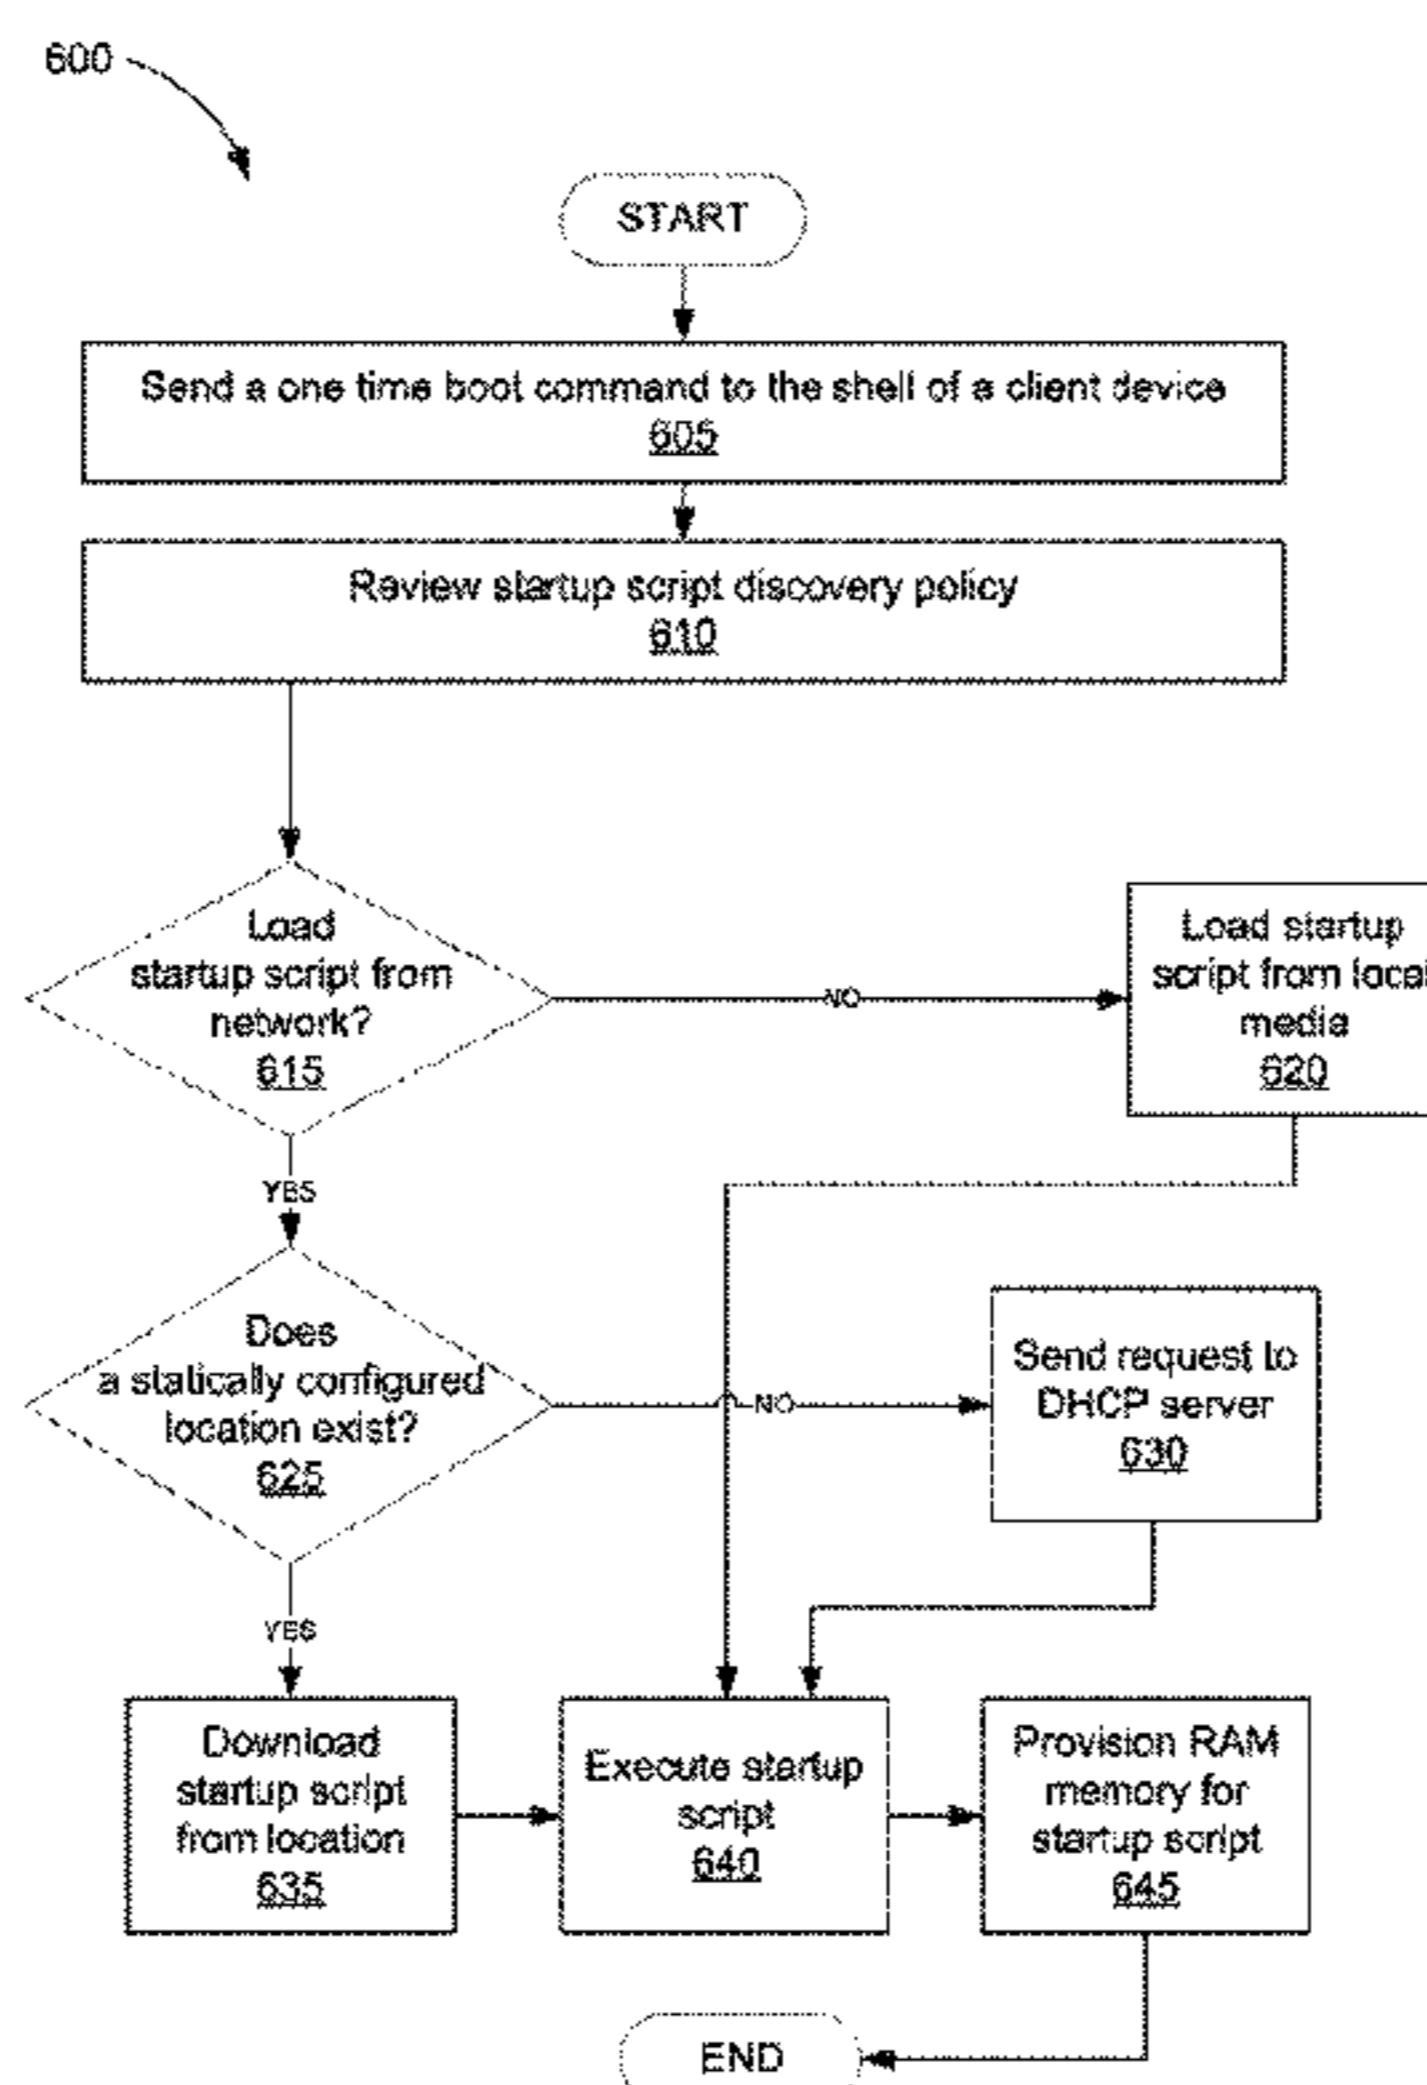 600
START
Send a one time boot command to the shell of a client device
605
Review startup script discovery policy
610
Load
startup script from
network?
615
NO
Load startup
script from local
media
620
YES
Does
a statically configured
location exist?
625
NO
Send request to
DHCP server
630
YES
Download
startup script
from location
635
Execute startup
script
640
Provision RAM
memory for
startup script
645
END